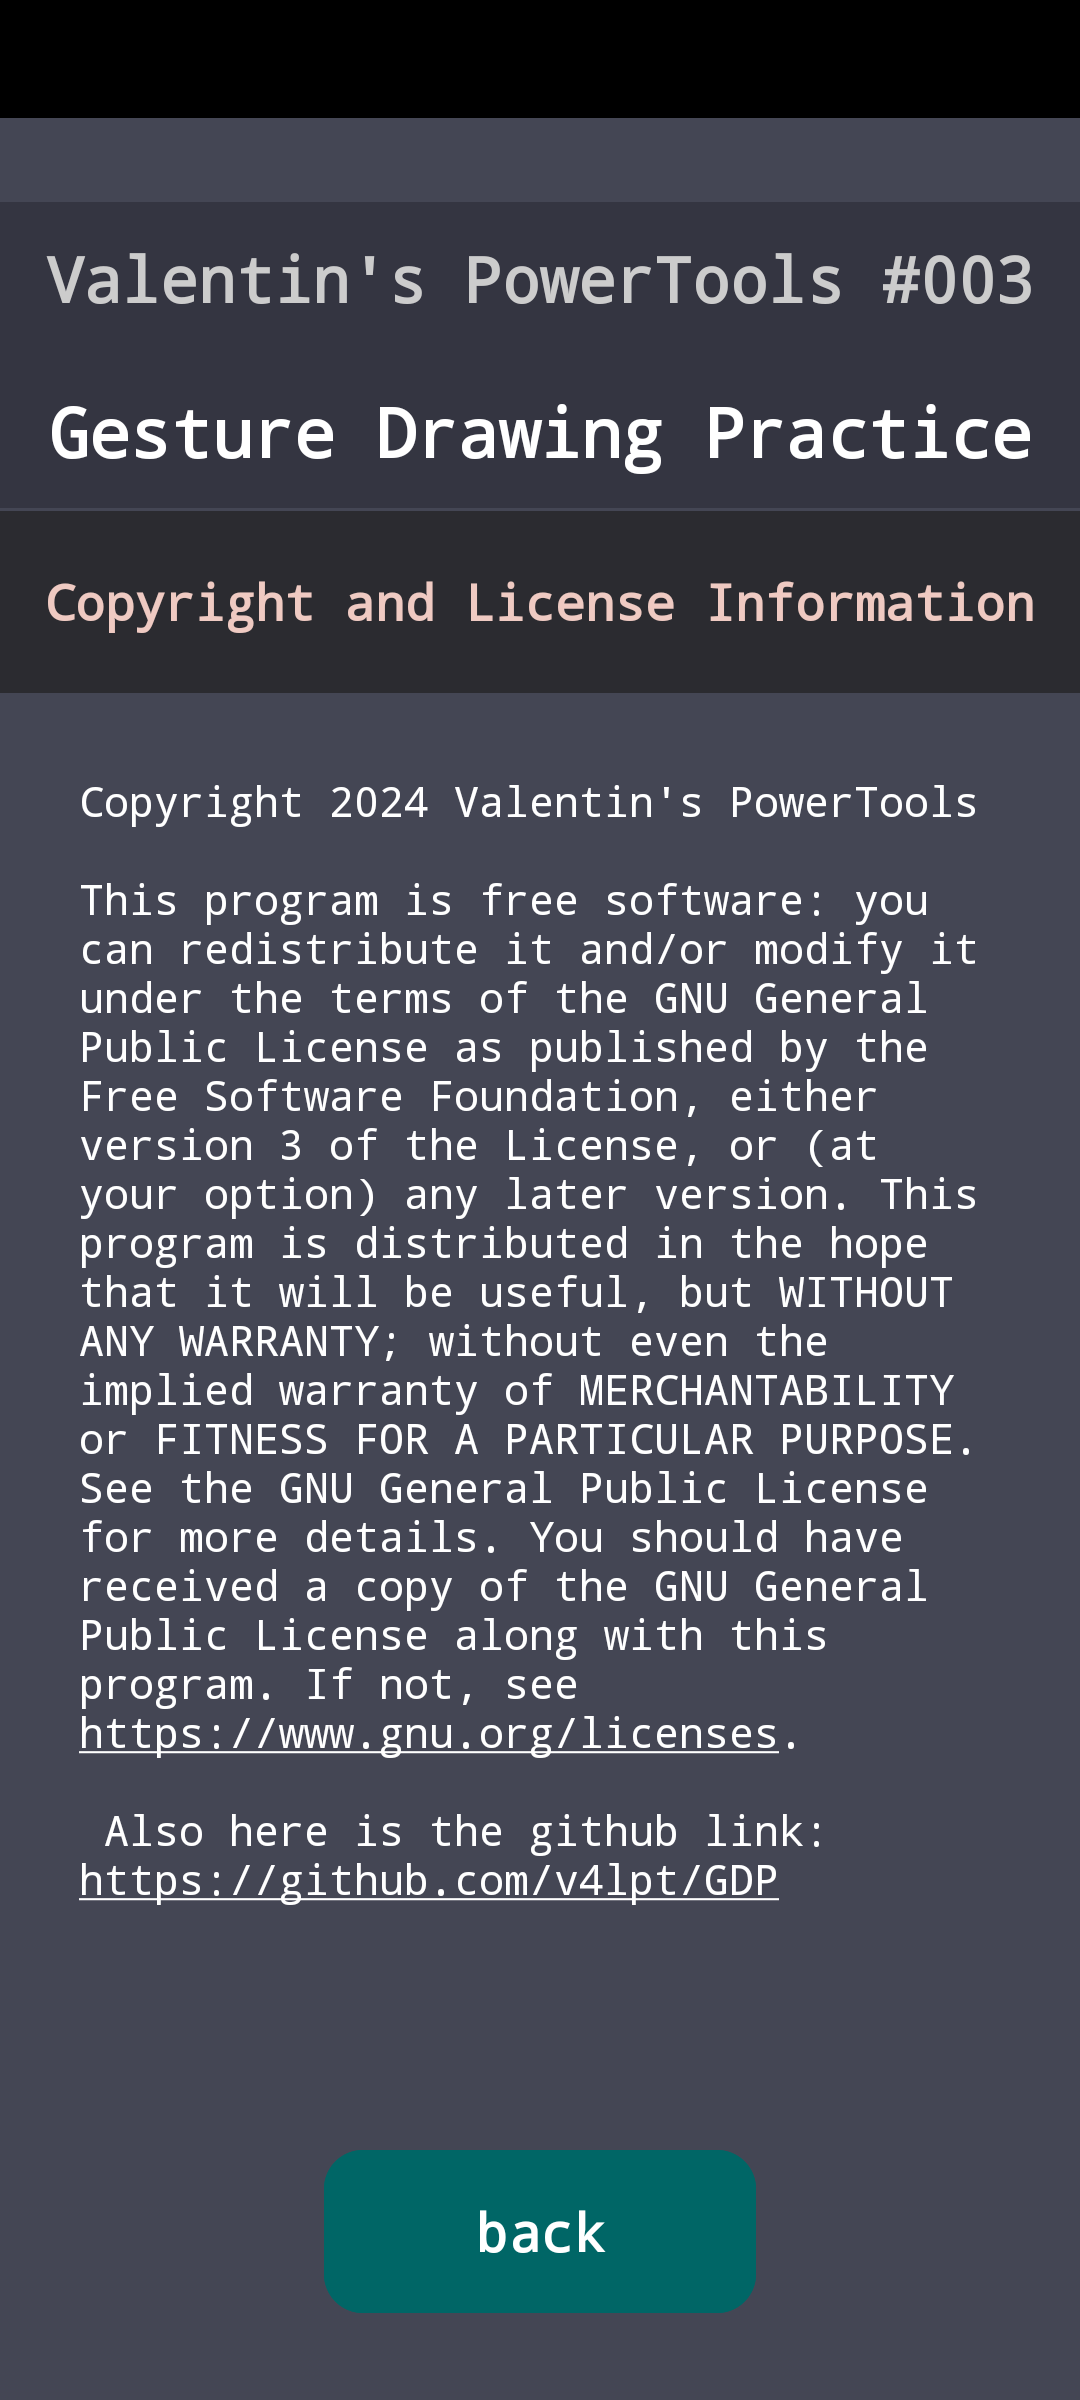 Valentin's PowerTools #003
Gesture Drawing Practice
Copyright and License Information
Copyright 2024 Valentin's PowerTools
This program is free software: you
can redistribute it and/or modify it
under the terms of the GNU General
Public License as published by the
Free Software Foundation, either
version 3 of the License, or (at
your option) any later version. This
program is distributed in the hope
that it will be useful, but WITHOUT
ANY WARRANTY; without even the
implied warranty of MERCHANTABILITY
or FITNESS FOR A PARTICULAR PURPOSE.
See the GNU General Public License
for more details. You should have
received a copy of the GNU General
Public License along with this
program. If not, see
https://www.gnu.org/licenses.
Also here is the github link:
https://github.com/v4lpt/GDP
back